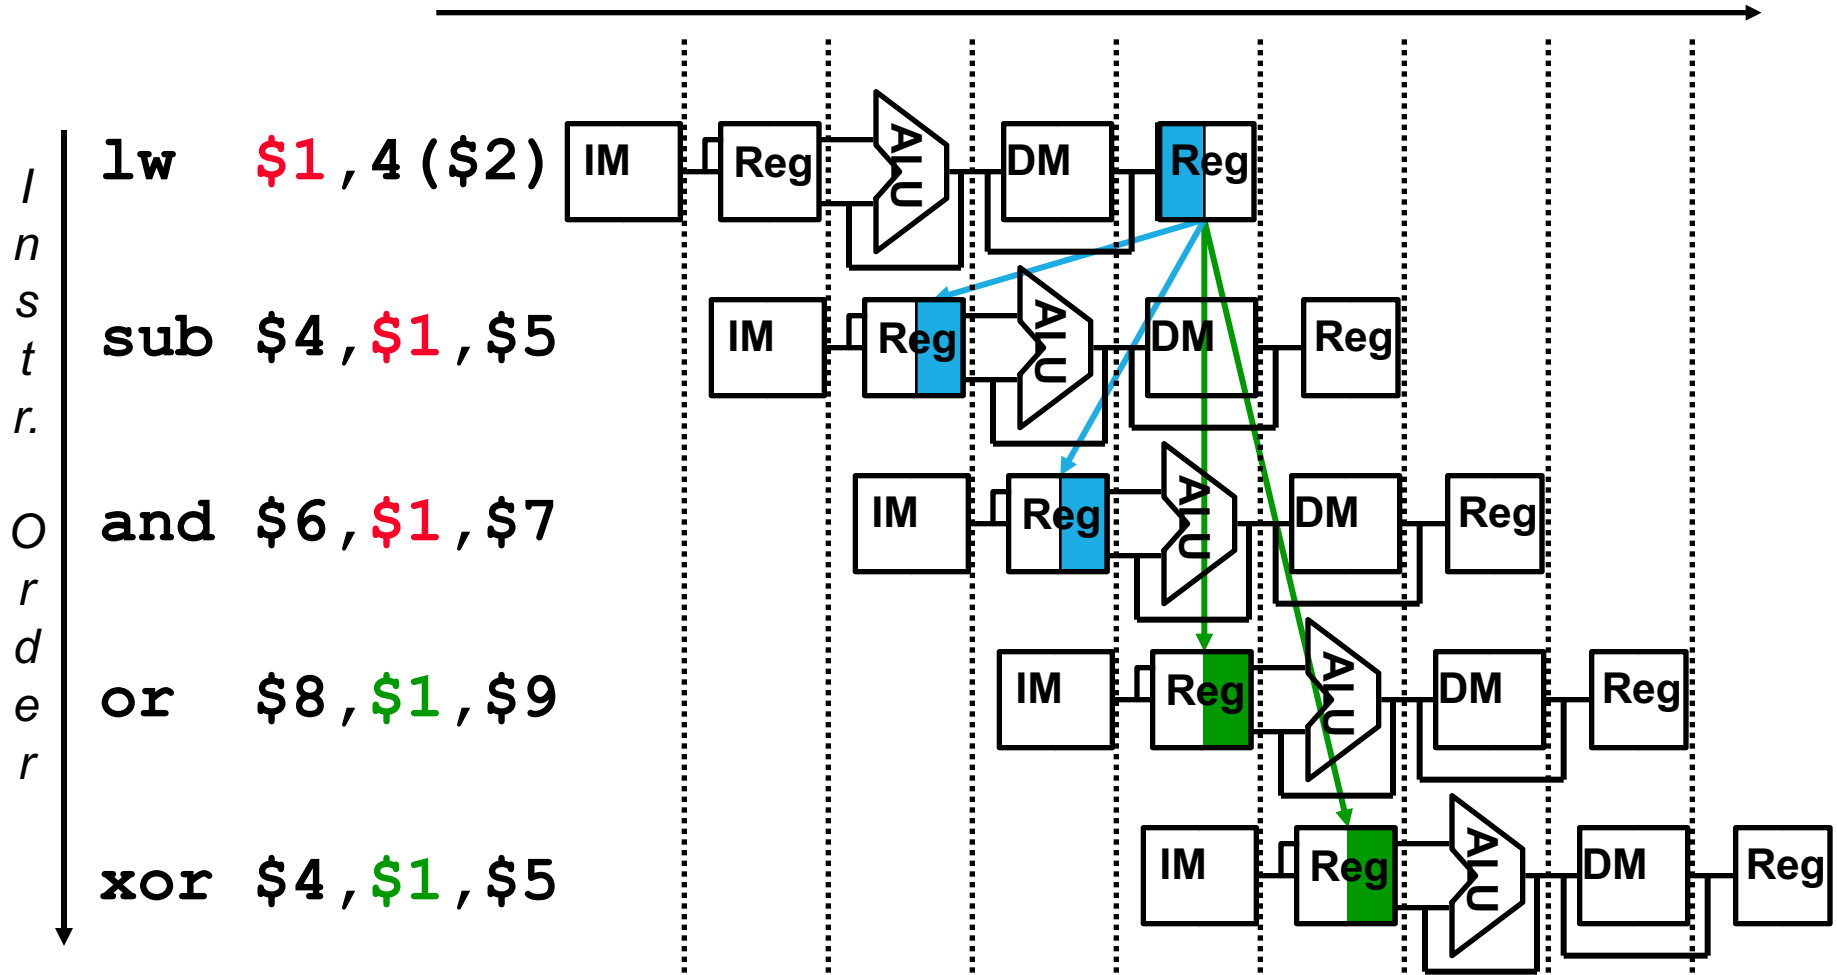 Instr. Order
lw $1,4($2) IM Reg ALU DM Reg
sub $4,$1,$5 IM Reg ALU DM Reg
and $6,$1,$7 IM Reg ALU DM Reg
or $8,$1,$9 IM Reg ALU DM Reg
xor $4,$1,$5 IM Reg ALU DM Reg